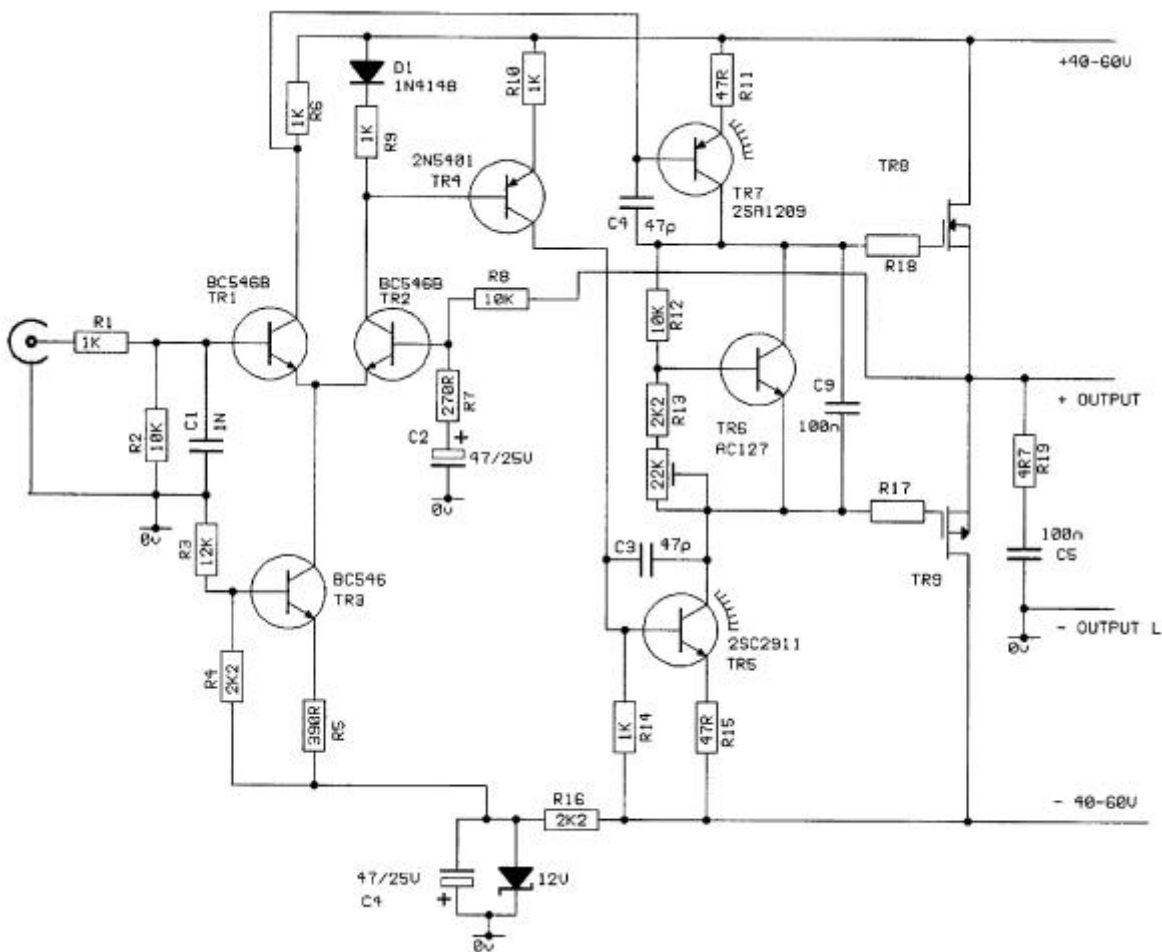 +40-60V
D1
1N4148
1K
R6
1K
R9
R10
1K
47R
R11
2N5401
TR4
TR7
2SA1209
TR8
C4
47p
R18
BC546B
TR1
BC546B
TR2
R8
10K
R1
1K
10K
R12
270R
R7
R2
10K
C1
1N
C2
+
47/25V
0v
2K2
R13
TR6
AC127
C9
100n
+ OUTPUT
22K
4R7
R19
0v
R3
12K
R17
C3
47p
100n
C5
TR9
BC546
TR3
2SC2911
TR5
- OUTPUT L
0v
R4
2K2
390R
R5
1K
R14
47R
R15
R16
2K2
- 40-60V
47/25V
C4
+
12V
0v